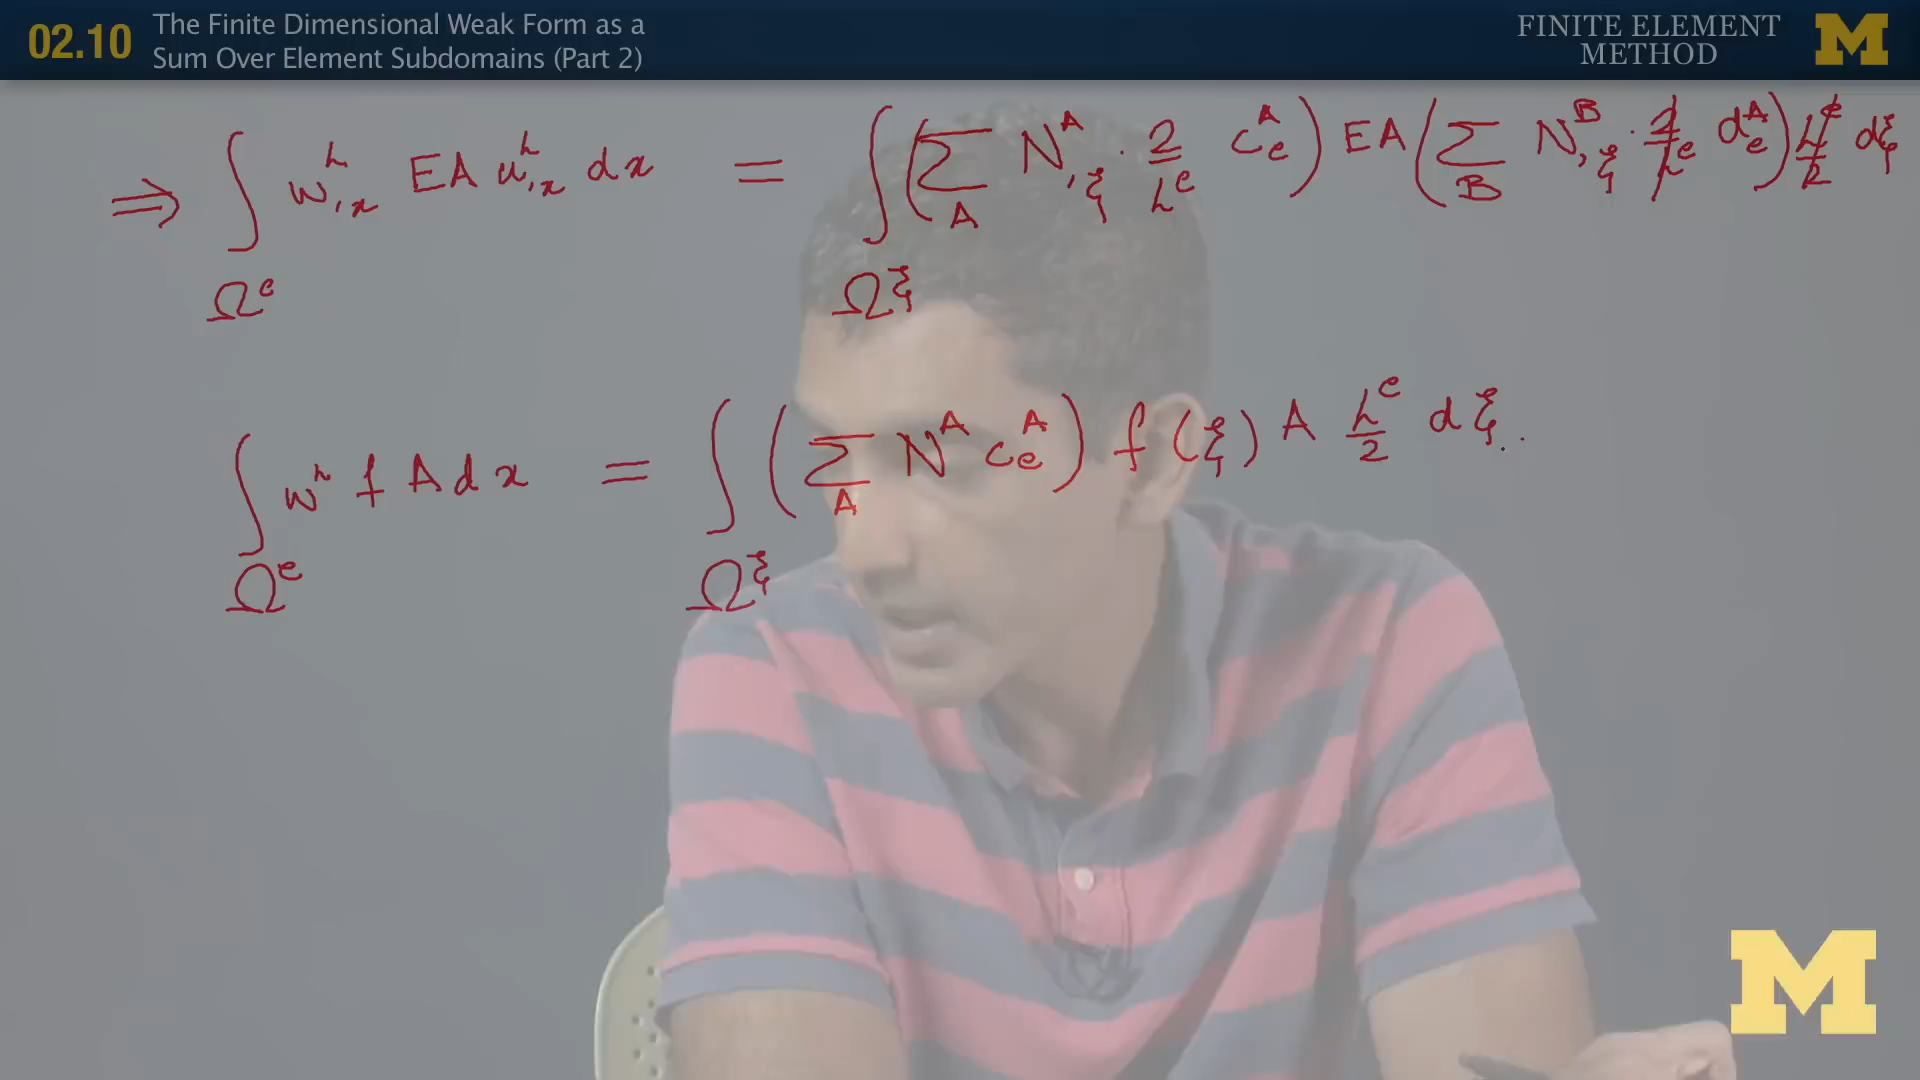 02.10 The Finite Dimensional Weak Form as a
Sum Over Element Subdomains (Part 2)
FINITE ELEMENT
METHOD
M
⇒ ∫_{Ω^e} w^h_{,x} EA u^h_{,x} dx = ∫_{Ω^ξ} (∑_A N^A_{,ξ} · 2/h^e c^A_e) EA (∑_B N^B_{,ξ} · 2/h^e d^A_e) h^e/2 dξ
∫_{Ω^e} w^h f A dx = ∫_{Ω^ξ} (∑_A N^A c^A_e) f(ξ) A h^e/2 dξ.
M